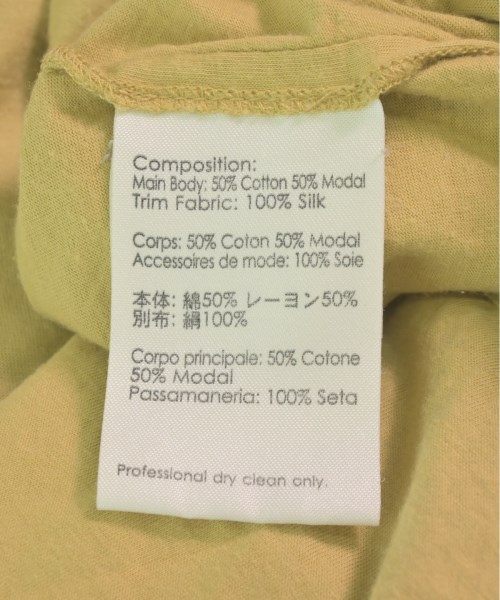 Composition:
Main Body: 50% Cotton 50% Modal
Trim Fabric: 100% Silk
Corps: 50% Coton 50% Modal
Accessoires de mode: 100% Soie
本体: 綿50% レーヨン50%
別布: 絹100%
Corpo principale: 50% Cotone
50% Modal
Passamaneria: 100% Seta
Professional dry clean only.